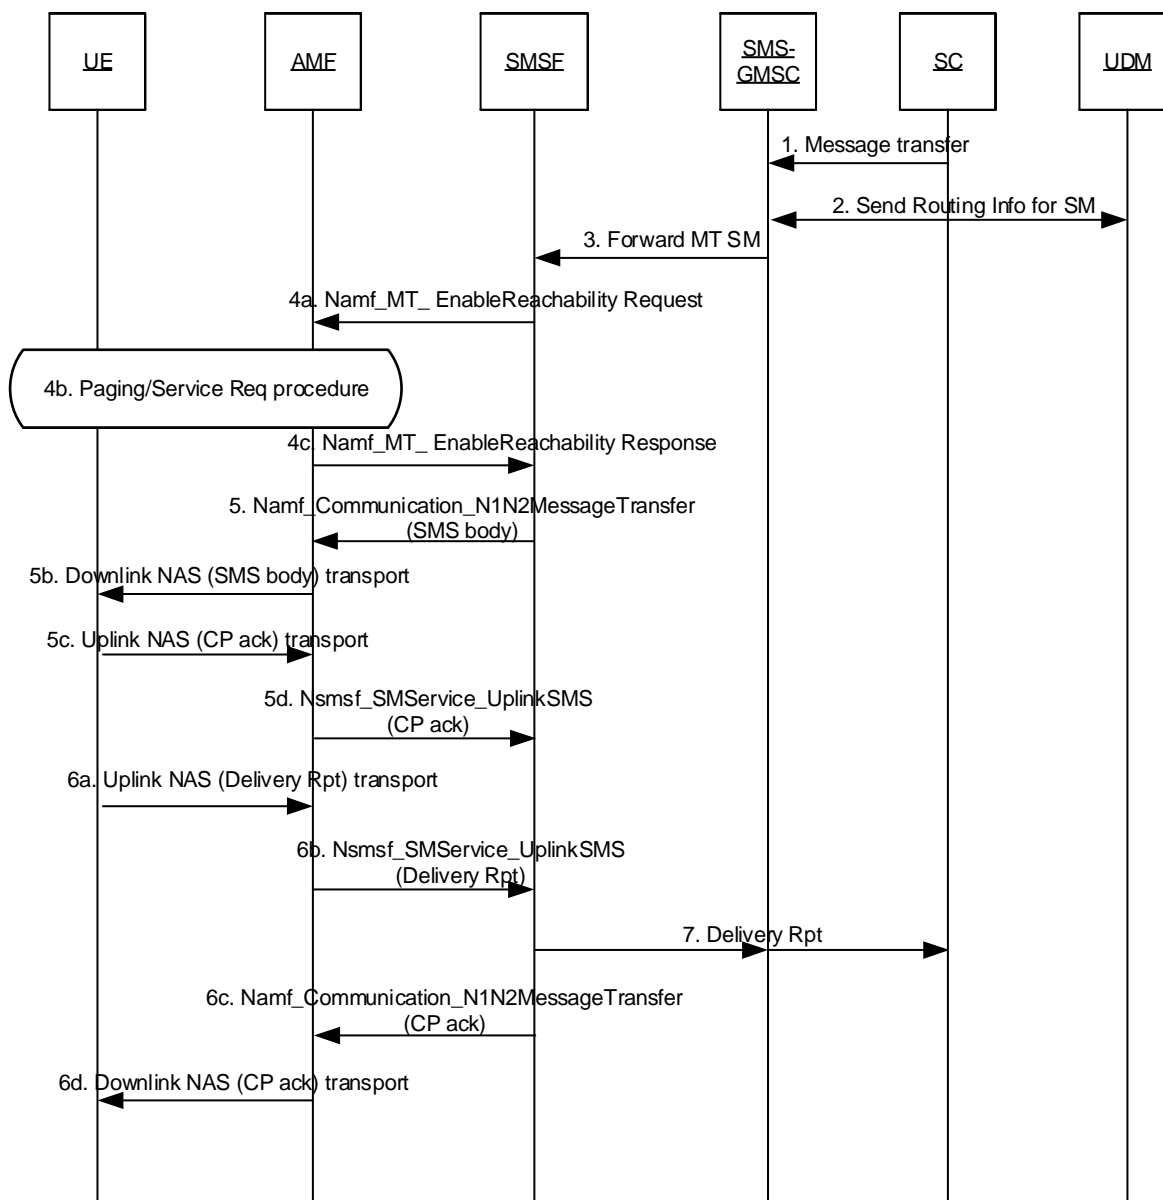 UE
AMF
SMSF
SMS-
GMSC
SC
UDM
1. Message transfer
2. Send Routing Info for SM
3. Forward MT SM
4a. Namf_MT_ EnableReachability Request
4b. Paging/Service Req procedure
4c. Namf_MT_ EnableReachability Response
5. Namf_Communication_N1N2MessageTransfer
(SMS body)
5b. Downlink NAS (SMS body) transport
5c. Uplink NAS (CP ack) transport
5d. Nsmsf_SMService_UplinkSMS
(CP ack)
6a. Uplink NAS (Delivery Rpt) transport
6b. Nsmsf_SMService_UplinkSMS
(Delivery Rpt)
7. Delivery Rpt
6c. Namf_Communication_N1N2MessageTransfer
(CP ack)
6d. Downlink NAS (CP ack) transport